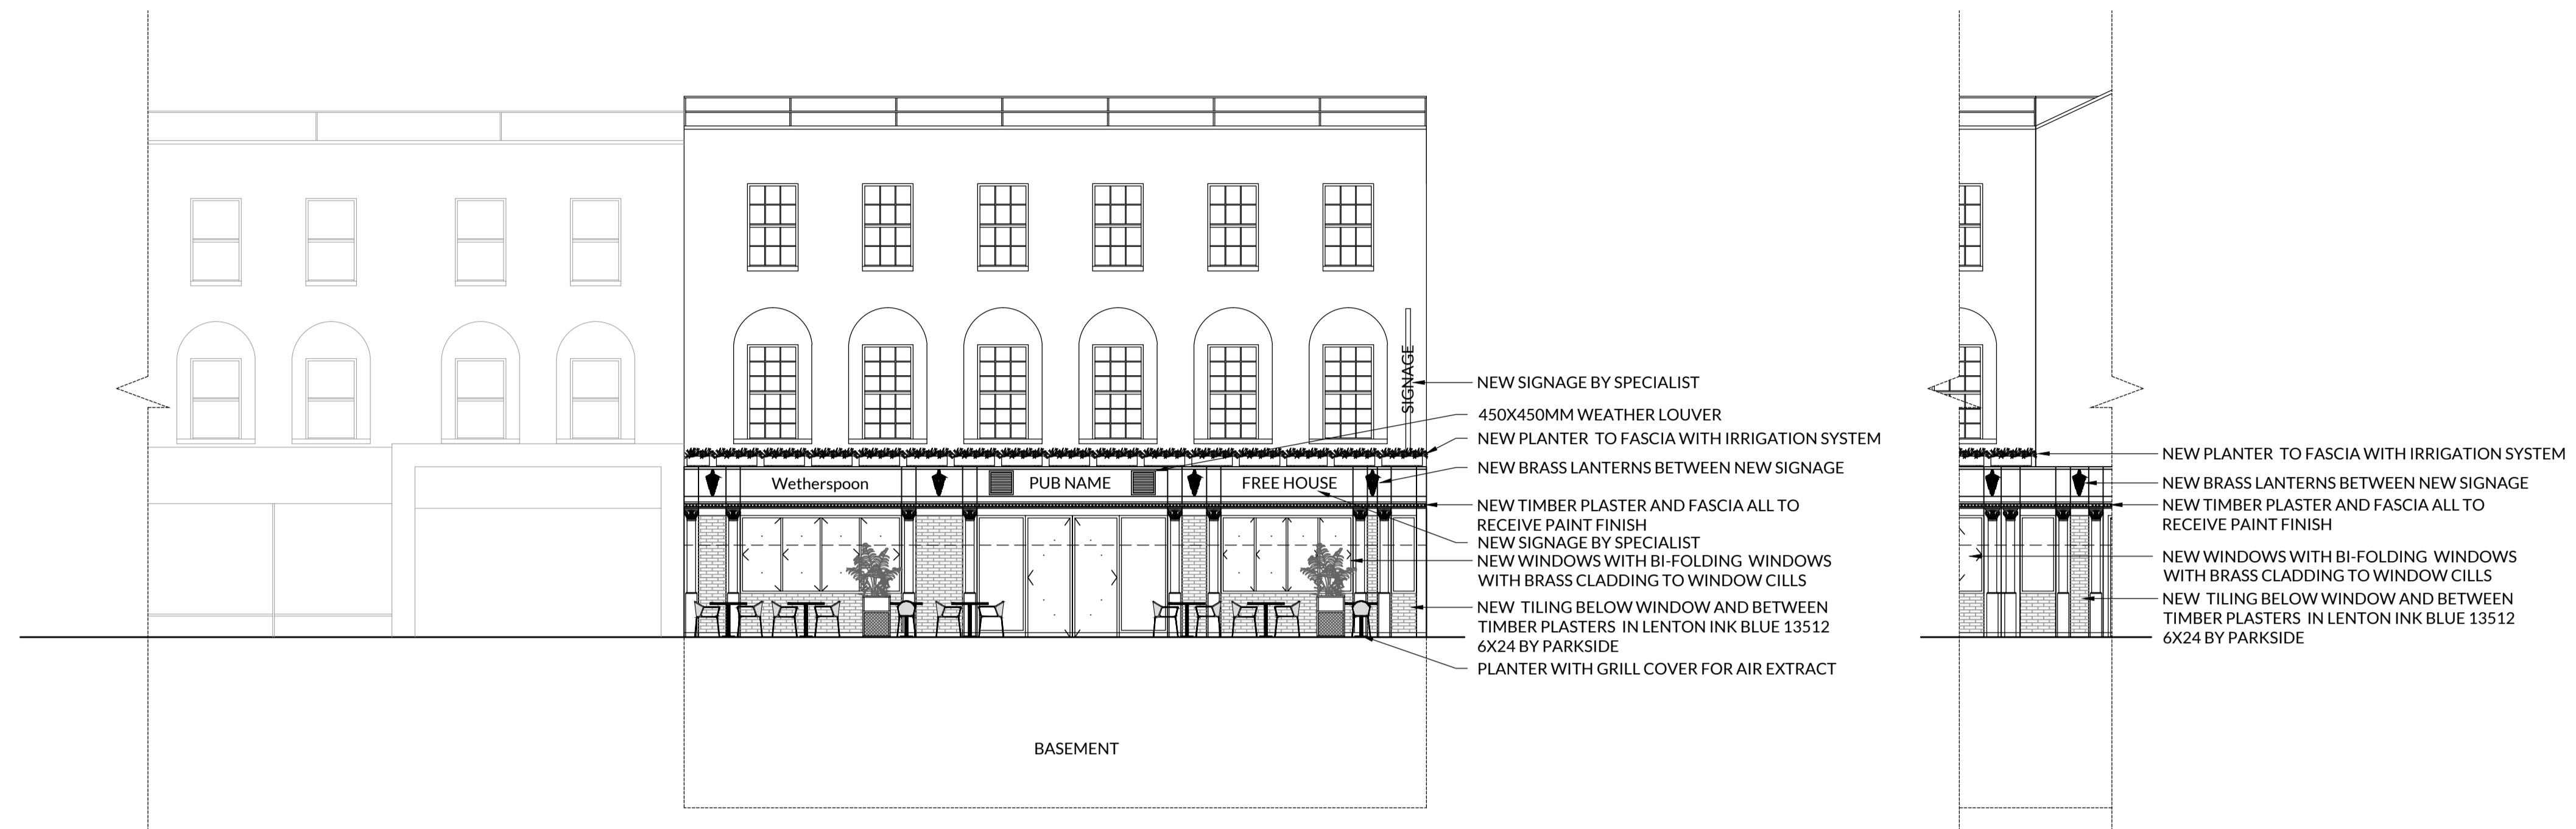 SIGNAGE
NEW SIGNAGE BY SPECIALIST
450X450MM WEATHER LOUVER
NEW PLANTER TO FASCIA WITH IRRIGATION SYSTEM
NEW BRASS LANTERNS BETWEEN NEW SIGNAGE
Wetherspoon
PUB NAME
FREE HOUSE
NEW TIMBER PLASTER AND FASCIA ALL TO
RECEIVE PAINT FINISH
NEW SIGNAGE BY SPECIALIST
NEW WINDOWS WITH BI-FOLDING WINDOWS
WITH BRASS CLADDING TO WINDOW CILLS
NEW TILING BELOW WINDOW AND BETWEEN
TIMBER PLASTERS IN LENTON INK BLUE 13512
6X24 BY PARKSIDE
PLANTER WITH GRILL COVER FOR AIR EXTRACT
BASEMENT
NEW PLANTER TO FASCIA WITH IRRIGATION SYSTEM
NEW BRASS LANTERNS BETWEEN NEW SIGNAGE
NEW TIMBER PLASTER AND FASCIA ALL TO
RECEIVE PAINT FINISH
NEW WINDOWS WITH BI-FOLDING WINDOWS
WITH BRASS CLADDING TO WINDOW CILLS
NEW TILING BELOW WINDOW AND BETWEEN
TIMBER PLASTERS IN LENTON INK BLUE 13512
6X24 BY PARKSIDE